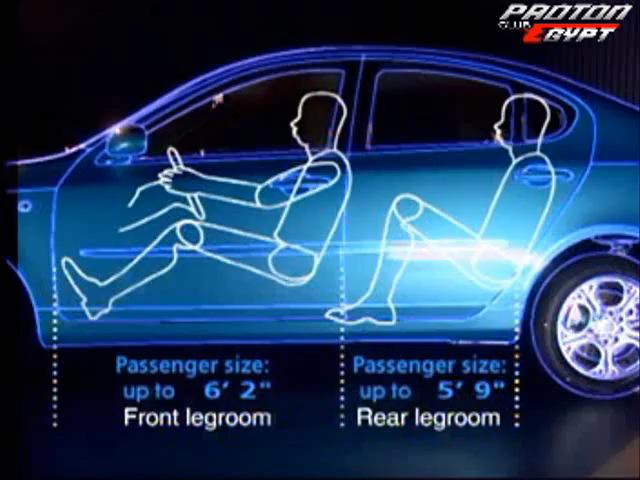 PROTON
CLUB EGYPT
Passenger size:
up to 6' 2"
Front legroom
Passenger size:
up to 5' 9"
Rear legroom